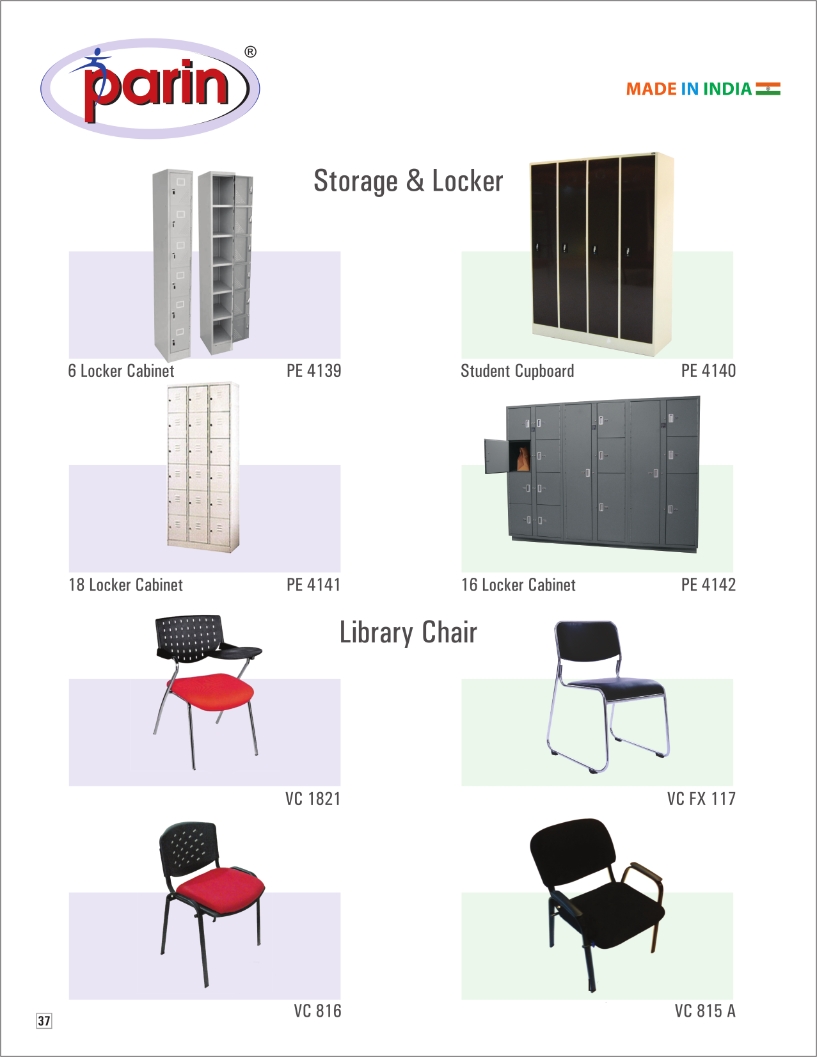 parin ®
MADE IN INDIA
Storage & Locker
6 Locker Cabinet PE 4139
Student Cupboard PE 4140
18 Locker Cabinet PE 4141
16 Locker Cabinet PE 4142
Library Chair
VC 1821
VC FX 117
VC 816
VC 815 A
37